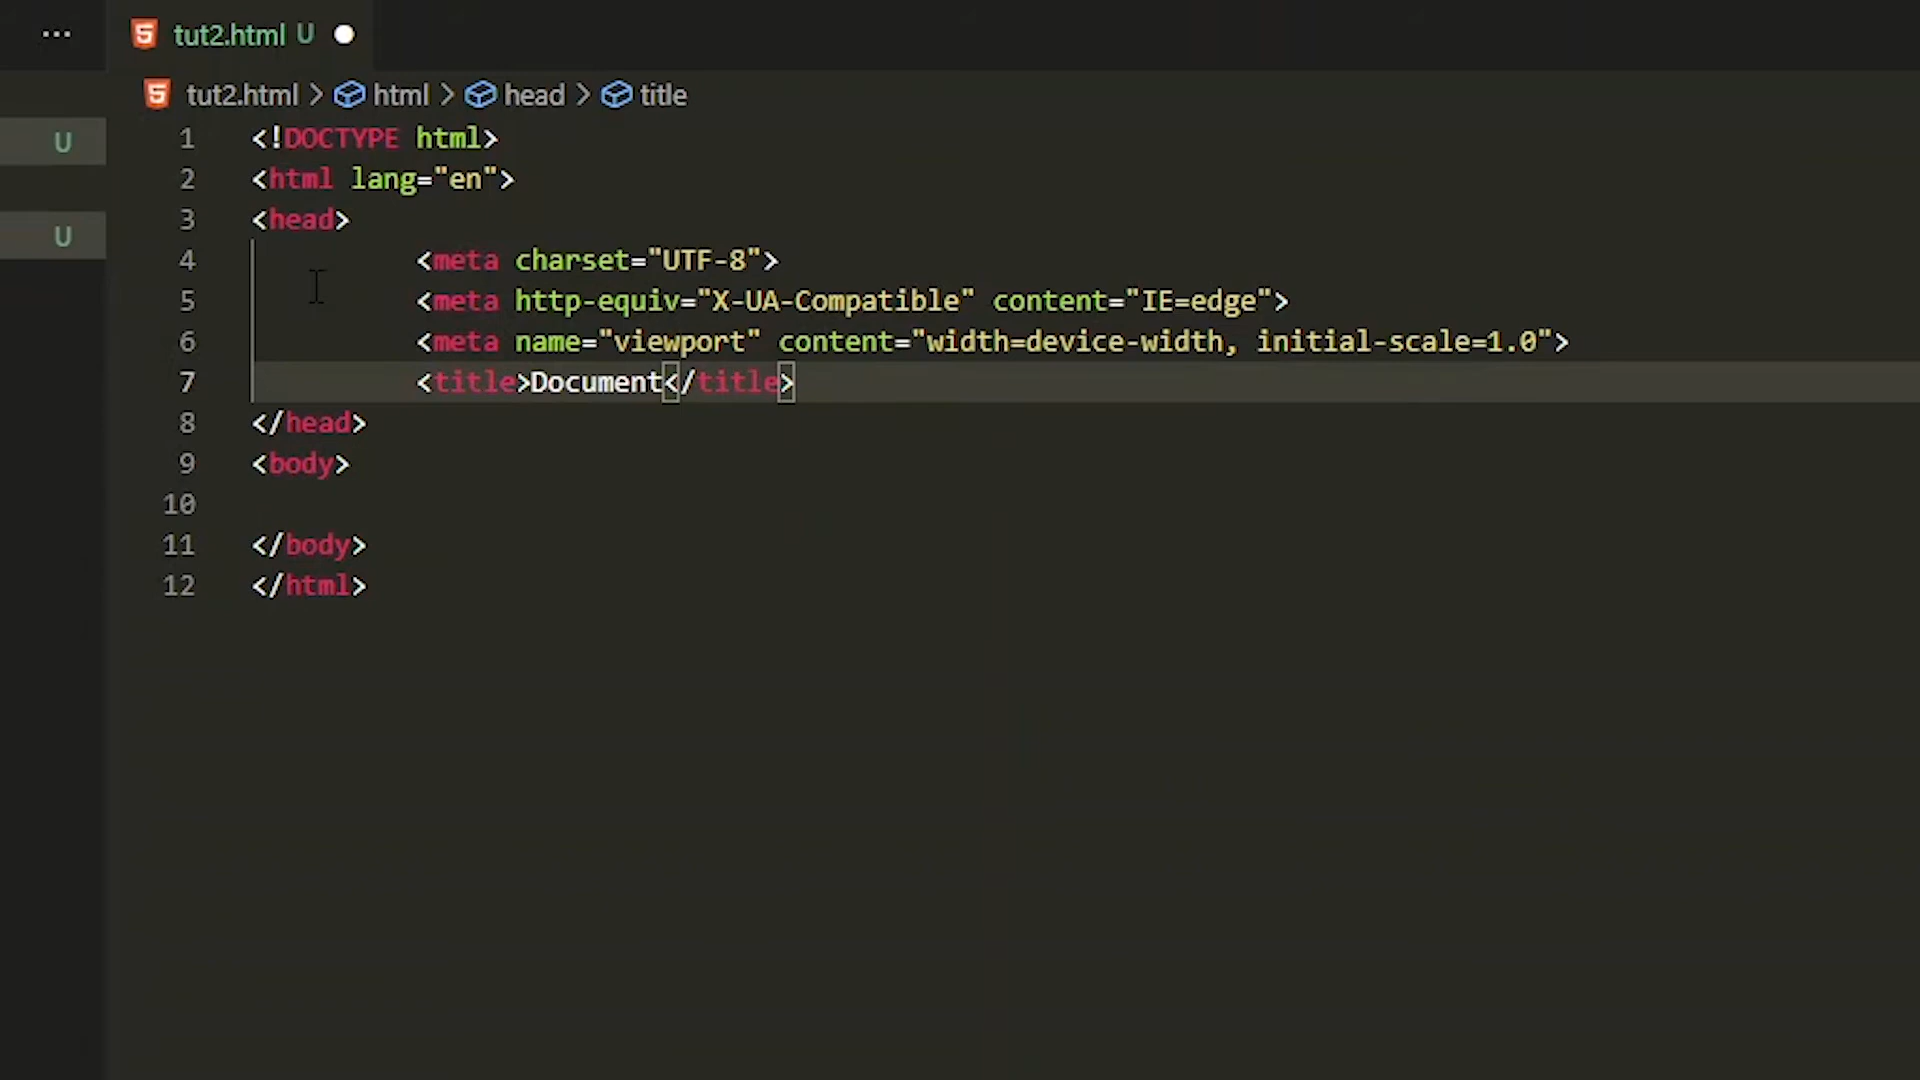 ... tut2.html U
tut2.html > html > head > title
U
U
1 <!DOCTYPE html>
2 <html lang="en">
3 <head>
4 <meta charset="UTF-8">
5 <meta http-equiv="X-UA-Compatible" content="IE=edge">
6 <meta name="viewport" content="width=device-width, initial-scale=1.0">
7 <title>Document</title>
8 </head>
9 <body>
10
11 </body>
12 </html>